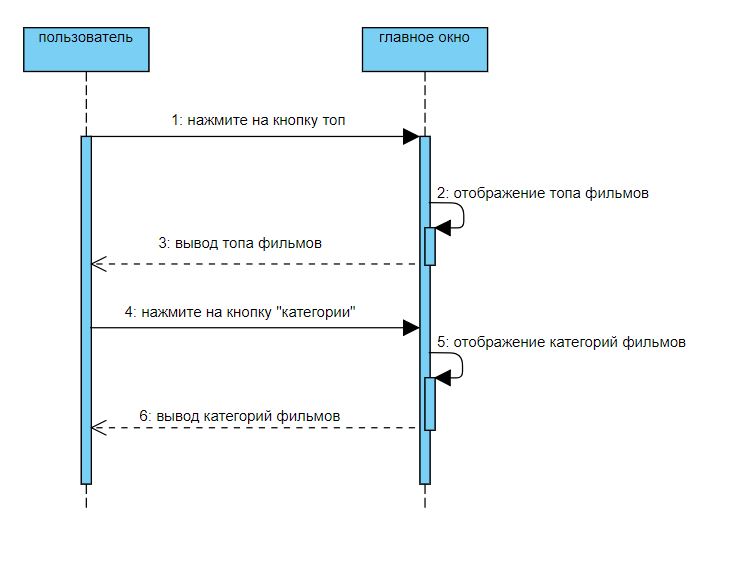 пользователь
главное окно
1: нажмите на кнопку топ
2: отображение топа фильмов
3: вывод топа фильмов
4: нажмите на кнопку "категории"
5: отображение категорий фильмов
6: вывод категорий фильмов